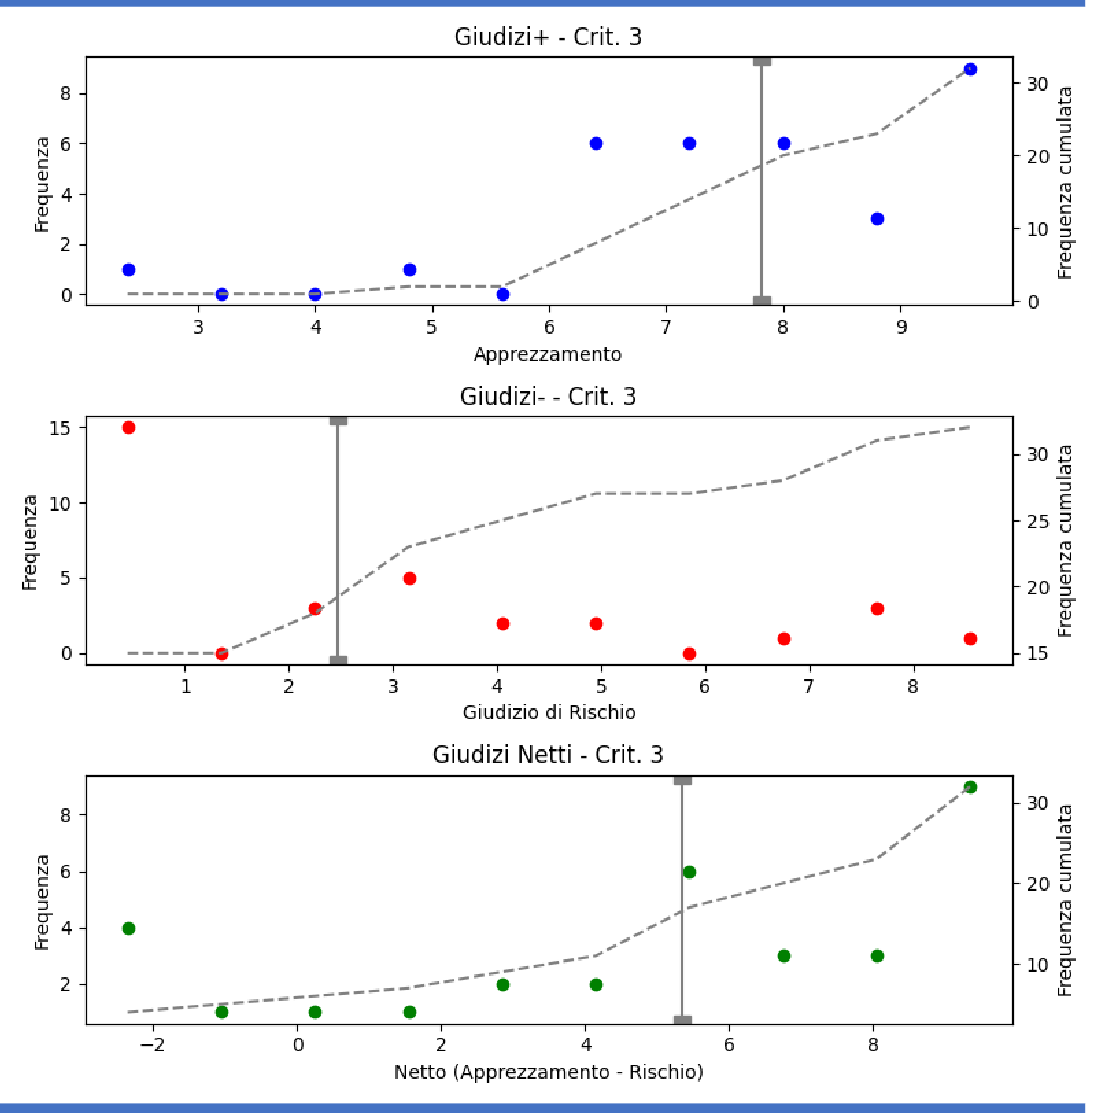 Giudizi+ - Crit. 3
Frequenza
8
6
4
2
0
30
20
10
0
Frequenza cumulata
3 4 5 6 7 8 9
Apprezzamento
Giudizi- - Crit. 3
Frequenza
15
10
5
0
30
25
20
15
Frequenza cumulata
1 2 3 4 5 6 7 8
Giudizio di Rischio
Giudizi Netti - Crit. 3
Frequenza
8
6
4
2
30
20
10
Frequenza cumulata
−2 0 2 4 6 8
Netto (Apprezzamento - Rischio)